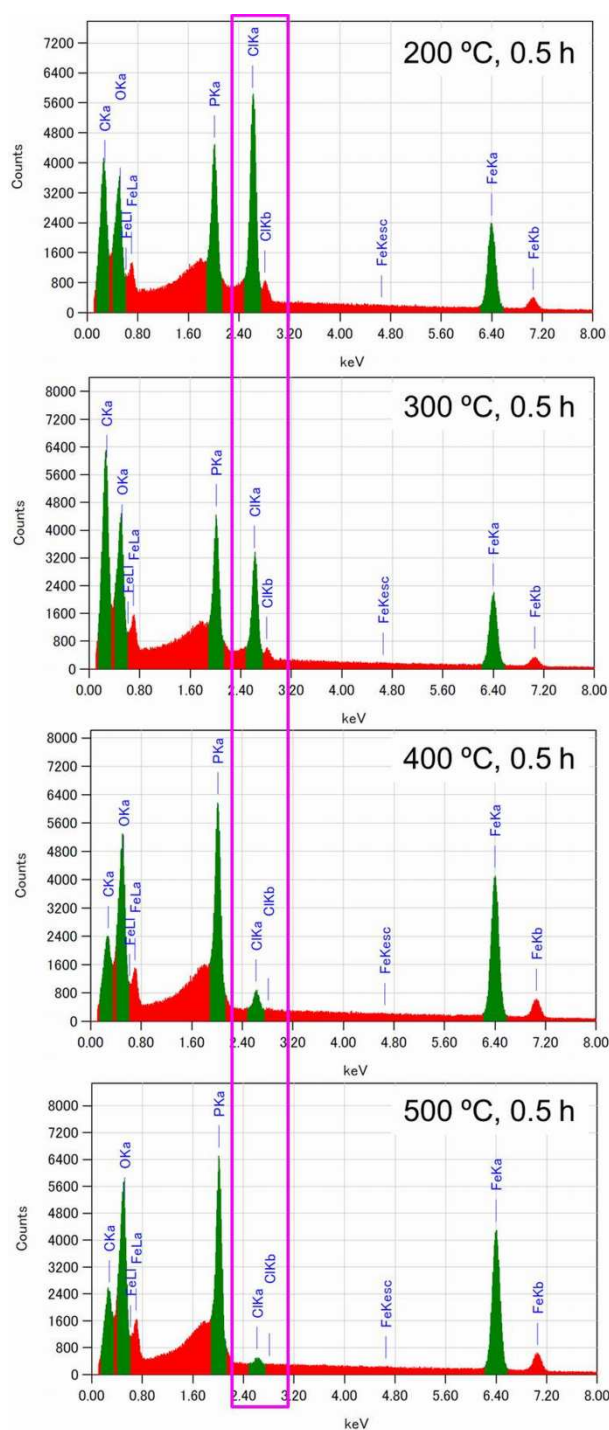 200 ºC, 0.5 h
Counts
7200
6400
5600
4800
4000
3200
2400
1600
800
0
CKa
OKa
FeLl
FeLa
PKa
ClKa
ClKb
FeKesc
FeKa
FeKb
0.00 0.80 1.60 2.40 3.20 4.00 4.80 5.60 6.40 7.20 8.00
keV
300 ºC, 0.5 h
Counts
8000
7200
6400
5600
4800
4000
3200
2400
1600
800
0
CKa
OKa
FeLl
FeLa
PKa
ClKa
ClKb
FeKesc
FeKa
FeKb
0.00 0.80 1.60 2.40 3.20 4.00 4.80 5.60 6.40 7.20 8.00
keV
400 ºC, 0.5 h
Counts
8000
7200
6400
5600
4800
4000
3200
2400
1600
800
0
CKa
OKa
FeLl
FeLa
PKa
ClKa
ClKb
FeKesc
FeKa
FeKb
0.00 0.80 1.60 2.40 3.20 4.00 4.80 5.60 6.40 7.20 8.00
keV
500 ºC, 0.5 h
Counts
8000
7200
6400
5600
4800
4000
3200
2400
1600
800
0
CKa
OKa
FeLl
FeLa
PKa
ClKa
ClKb
FeKesc
FeKa
FeKb
0.00 0.80 1.60 2.40 3.20 4.00 4.80 5.60 6.40 7.20 8.00
keV